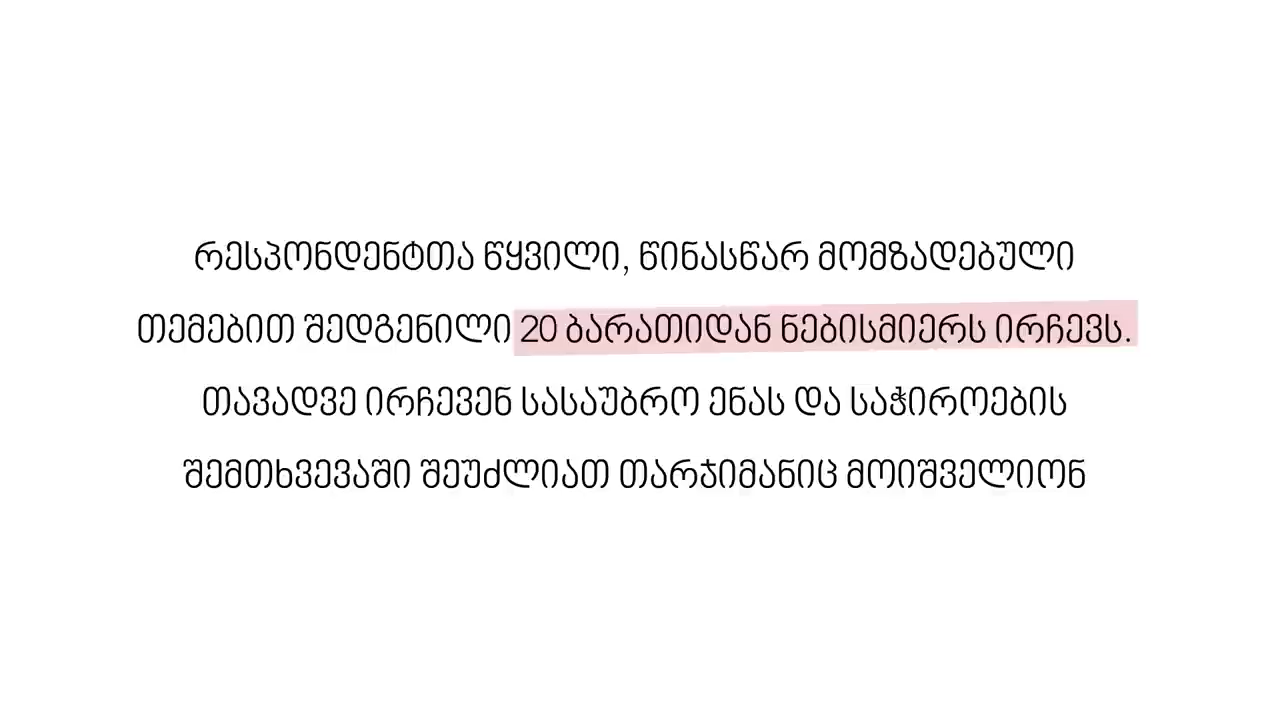 რესპონდენტთა წყვილი, წინასწარ მომზადებული
თემებით შედგენილი 20 ბარათიდან ნებისმიერს ირჩევს.
თავადვე ირჩევენ სასაუბრო ენას და საჭიროების
შემთხვევაში შეუძლიათ თარჯიმანიც მოიშველიონ